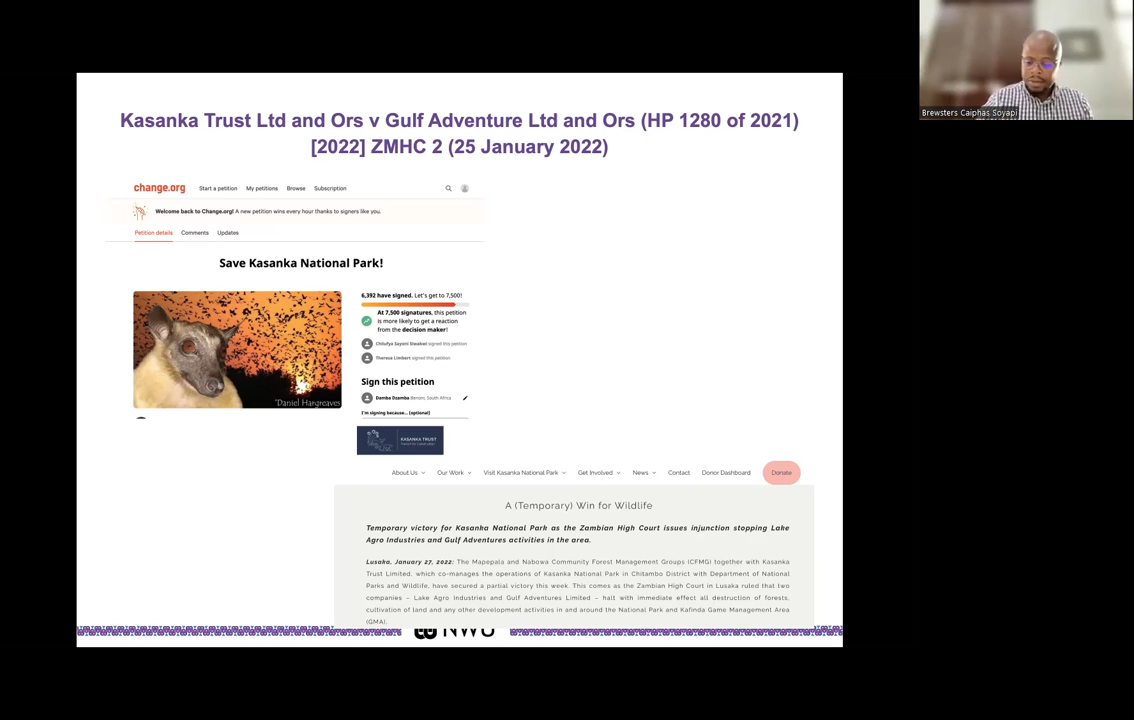 Brewsters Caiphas Soyapi
Kasanka Trust Ltd and Ors v Gulf Adventure Ltd and Ors (HP 1280 of 2021)
[2022] ZMHC 2 (25 January 2022)
change.org Start a petition My petitions Browse Subscription
Welcome back to Change.org! A new petition wins every hour thanks to signers like you.
Petition details Comments Updates
Save Kasanka National Park!
6,392 have signed. Let's get to 7,500!
At 7,500 signatures, this petition
is more likely to get a reaction
from the decision maker!
Chilufya Sayoni Siwakwi signed this petition
Theresa Limbert signed this petition
Sign this petition
Damba Dzamba Benoni, South Africa
I'm signing because... (optional)
"Daniel Hargreaves
KASANKA TRUST
About Us Our Work Visit Kasanka National Park Get Involved News Contact Donor Dashboard Donate
A (Temporary) Win for Wildlife
Temporary victory for Kasanka National Park as the Zambian High Court issues injunction stopping Lake
Agro Industries and Gulf Adventures activities in the area.
Lusaka, January 27, 2022: The Mapepala and Nabowa Community Forest Management Groups (CFMG) together with Kasanka
Trust Limited, which co-manages the operations of Kasanka National Park in Chitambo District with Department of National
Parks and Wildlife, have secured a partial victory this week. This comes as the Zambian High Court in Lusaka ruled that two
companies – Lake Agro Industries and Gulf Adventures Limited – halt with immediate effect all destruction of forests,
cultivation of land and any other development activities in and around the National Park and Kafinda Game Management Area
(GMA).
NWU